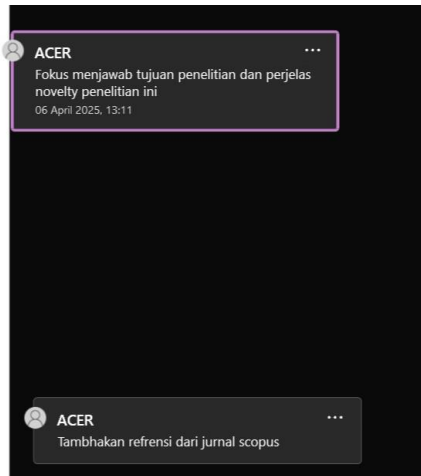 ACER
Fokus menjawab tujuan penelitian dan perjelas
novelty penelitian ini
06 April 2025, 13:11
ACER
Tambhakan refrensi dari jurnal scopus